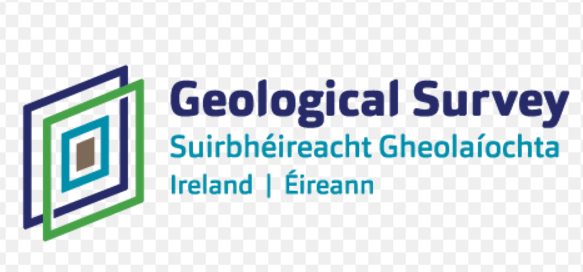 Geological Survey
Suirbhéireacht Gheolaíochta
Ireland | Éireann